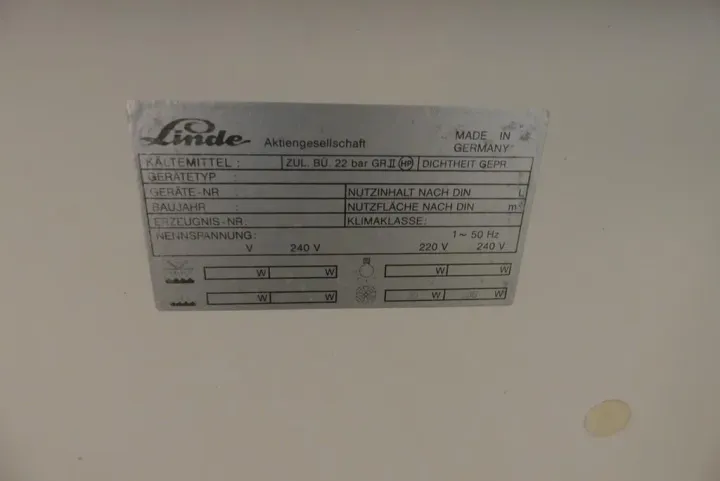 Linde Aktiengesellschaft MADE IN GERMANY
KÄLTEMITTEL : ZUL. BÜ. 22 bar GR.II HP DICHTHEIT GEPR
GERÄTETYP :
GERÄTE-NR NUTZINHALT NACH DIN L
BAUJAHR : NUTZFLÄCHE NACH DIN m²
ERZEUGNIS-NR. KLIMAKLASSE:
NENNSPANNUNG: 1~ 50 Hz
V 240 V 220 V 240 V
W W W W
W W W W